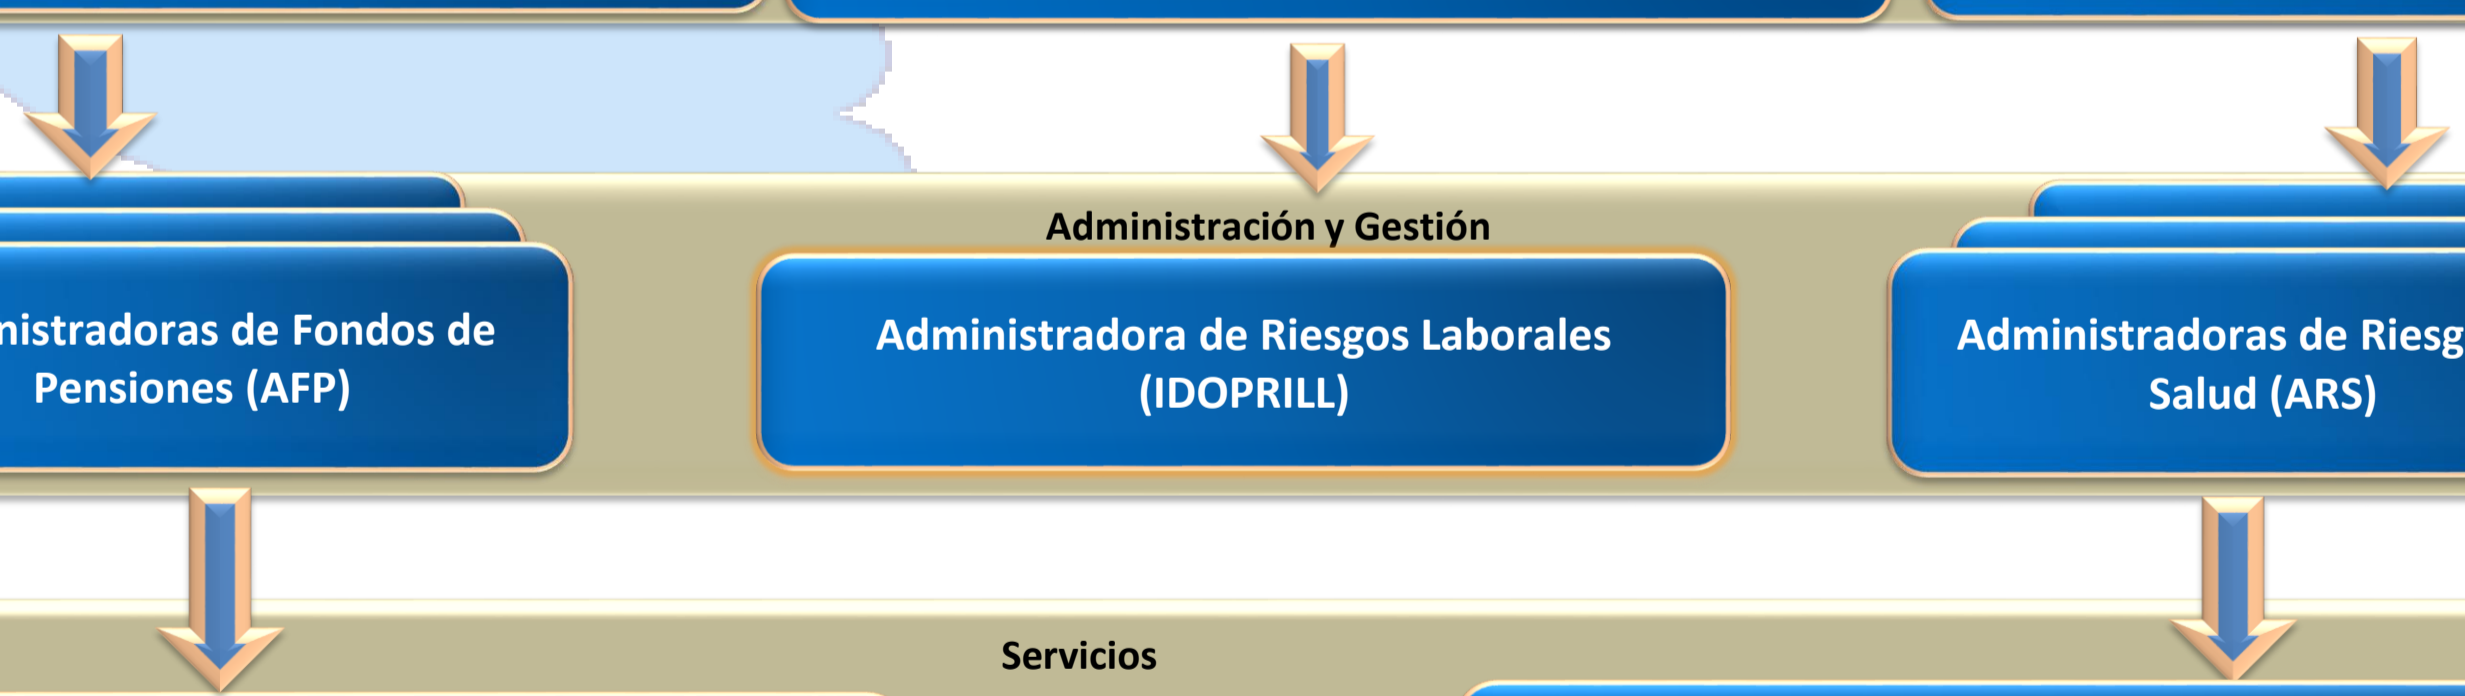 Administración y Gestión
nistradoras de Fondos de
Pensiones (AFP)
Administradora de Riesgos Laborales
(IDOPRILL)
Administradoras de Riesg
Salud (ARS)
Servicios